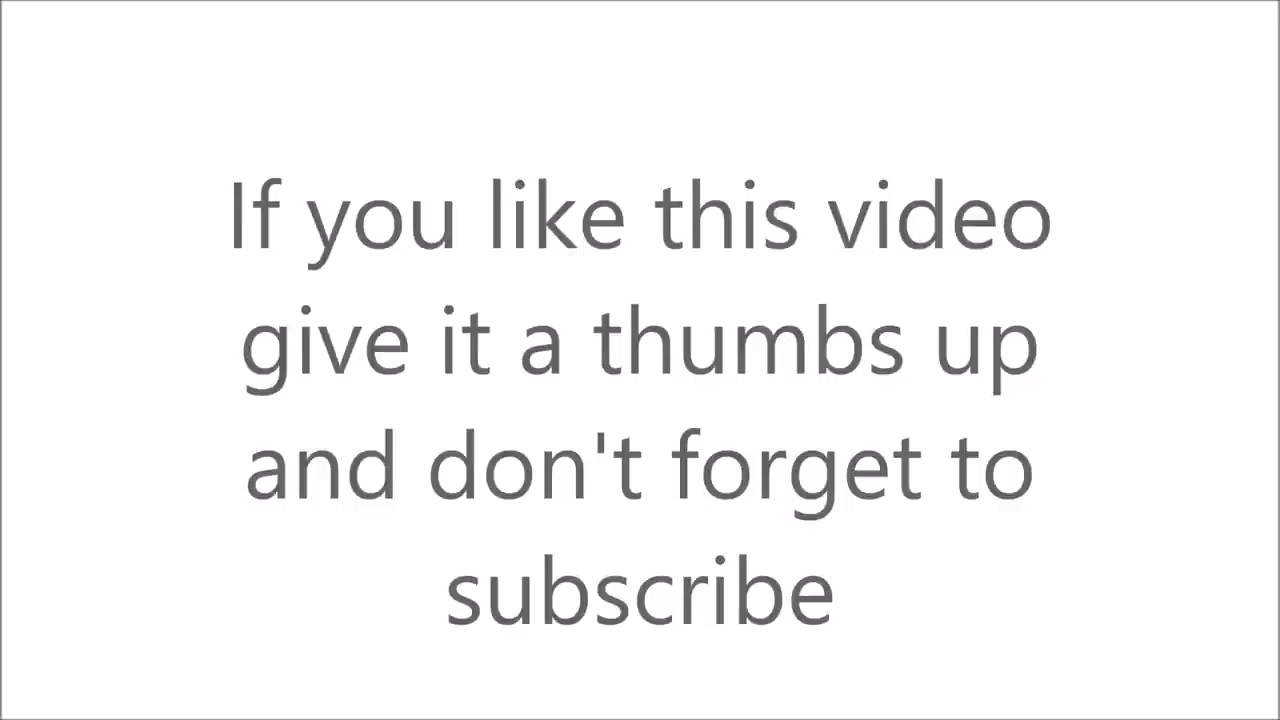 If you like this video
give it a thumbs up
and don't forget to
subscribe